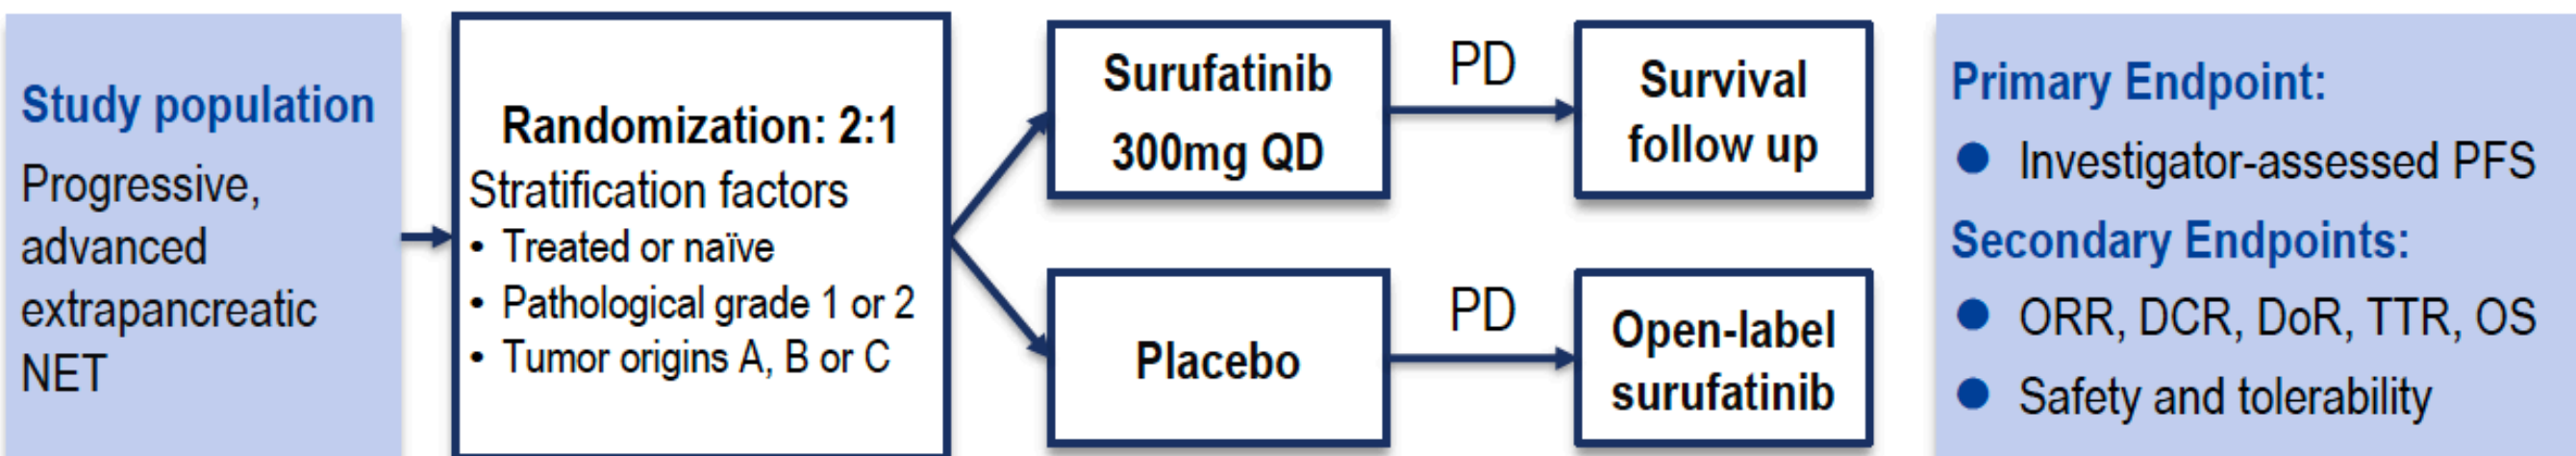 Study population
Progressive,
advanced
extrapancreatic
NET
Randomization: 2:1
Stratification factors
• Treated or naïve
• Pathological grade 1 or 2
• Tumor origins A, B or C
Surufatinib
300mg QD
PD
Survival
follow up
Placebo
PD
Open-label
surufatinib
Primary Endpoint:
● Investigator-assessed PFS
Secondary Endpoints:
● ORR, DCR, DoR, TTR, OS
● Safety and tolerability